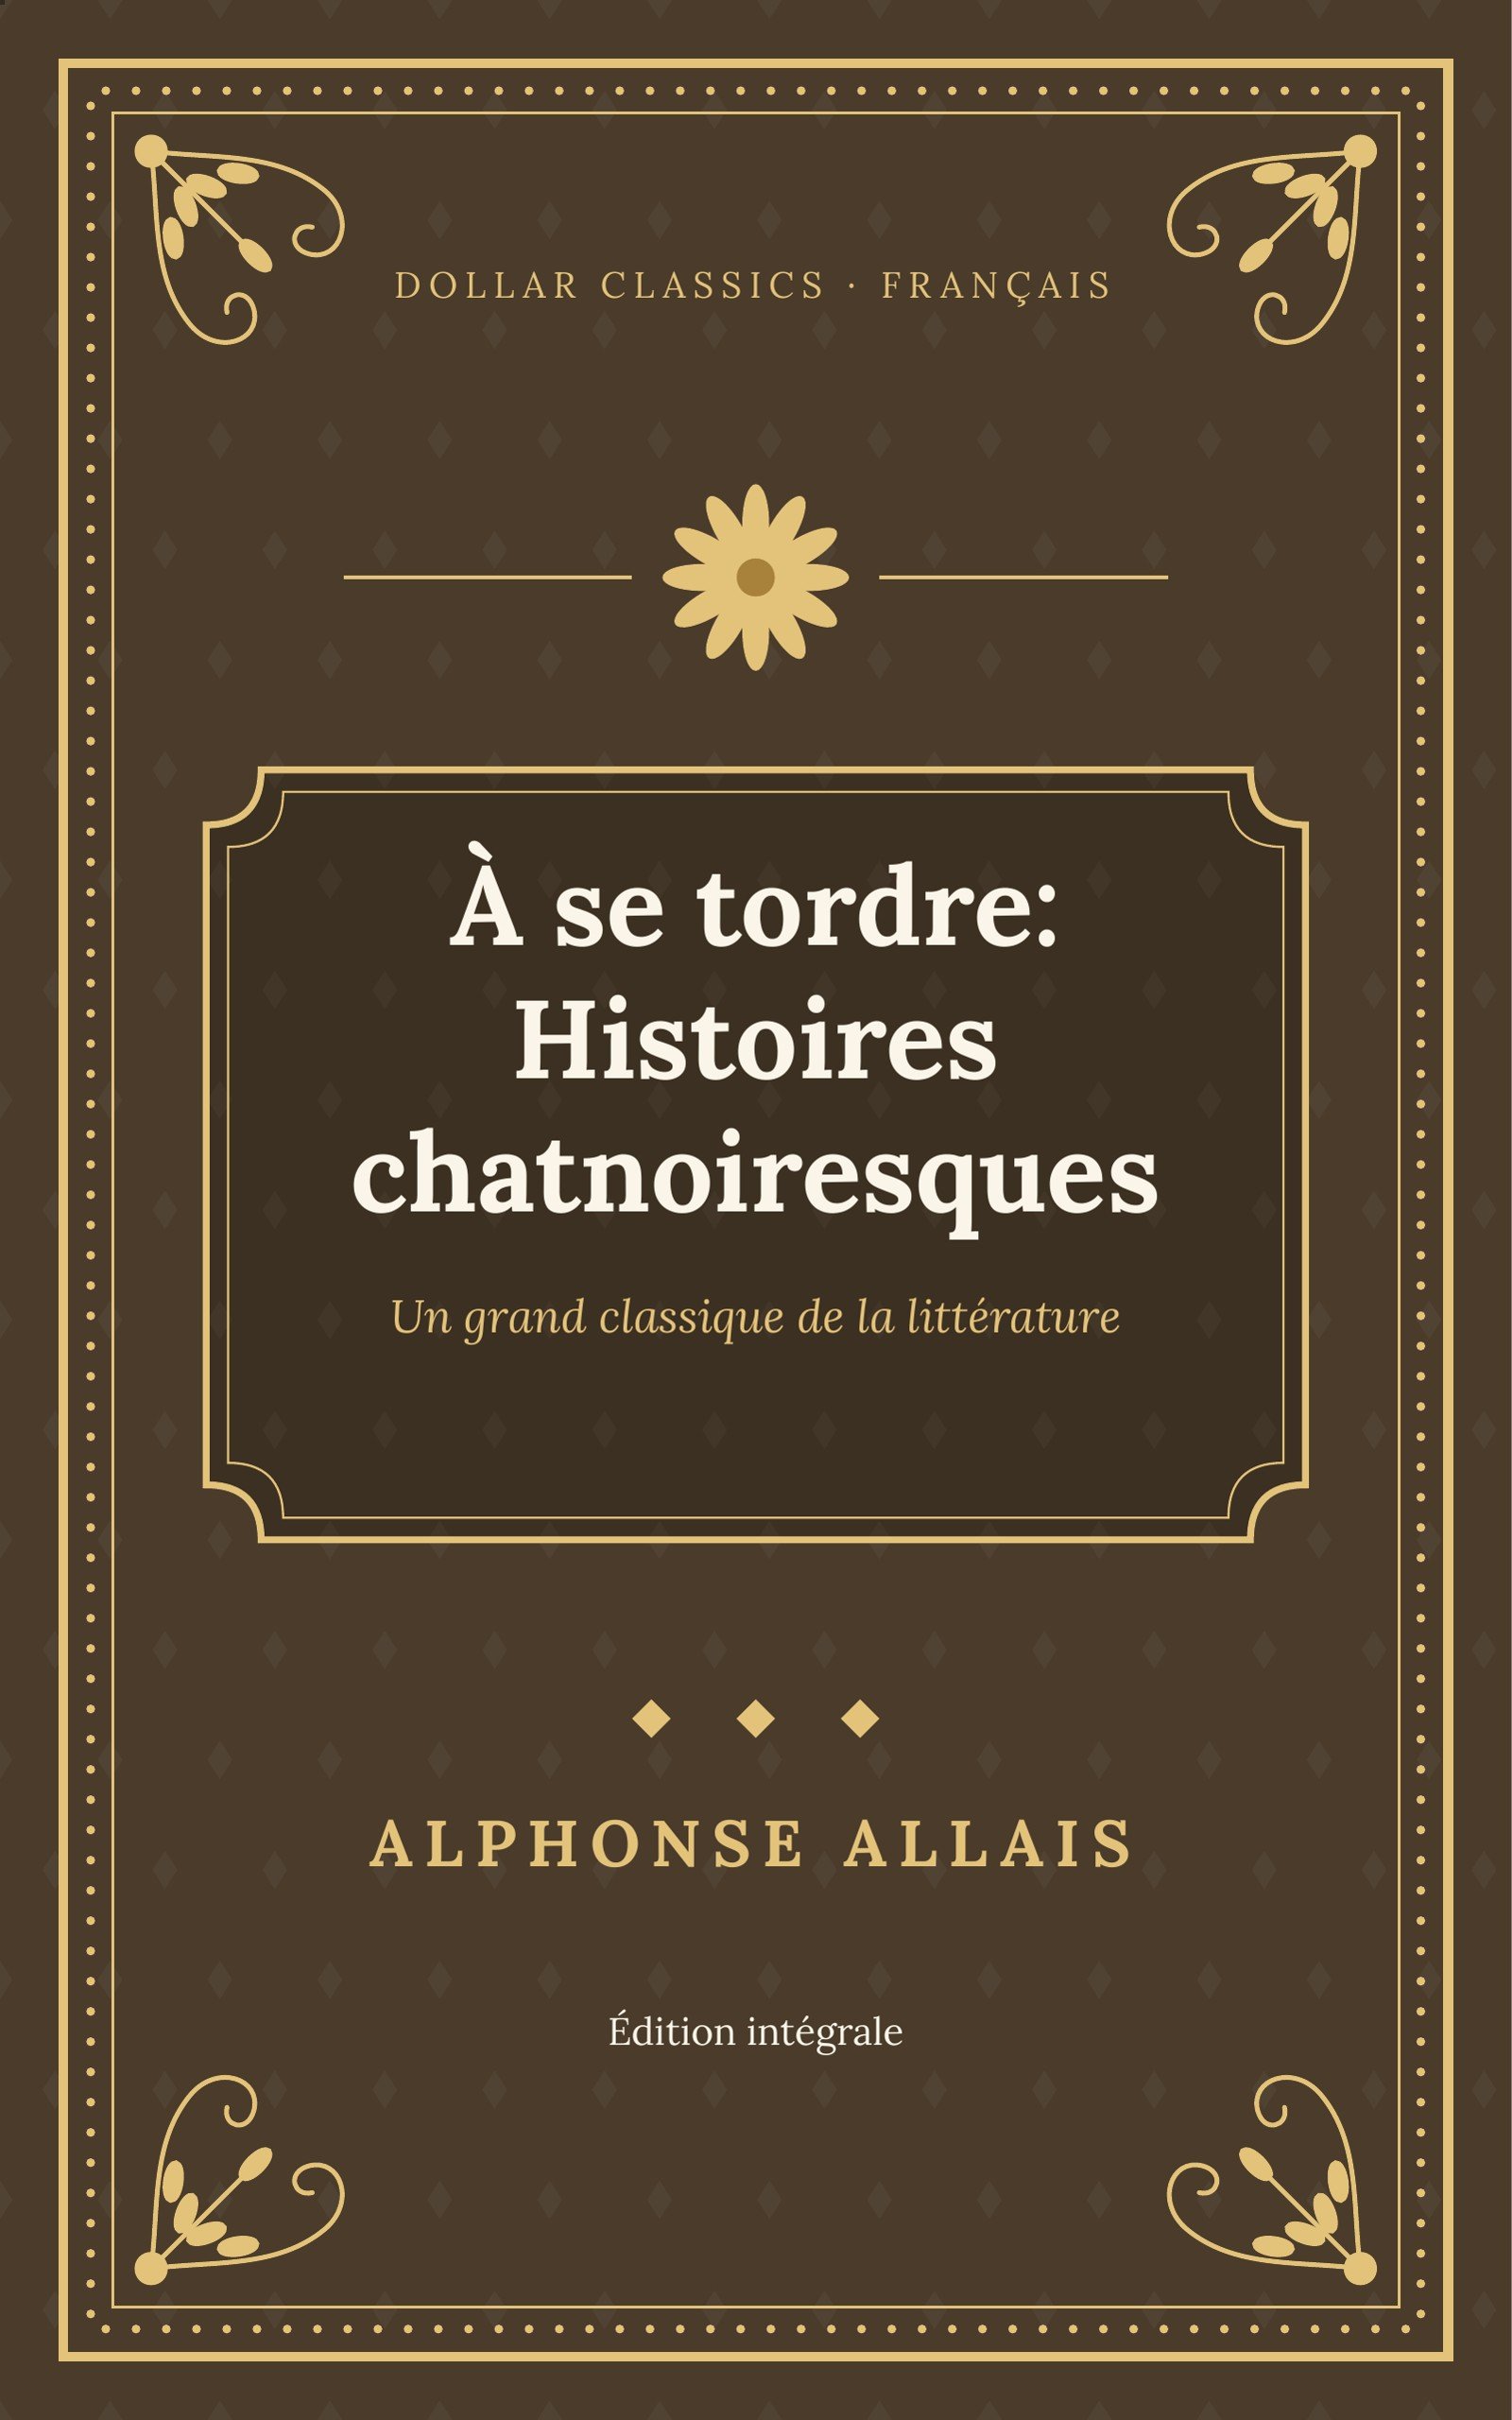 DOLLAR CLASSICS · FRANÇAIS
À se tordre:
Histoires
chatnoiresques
Un grand classique de la littérature
ALPHONSE ALLAIS
Édition intégrale